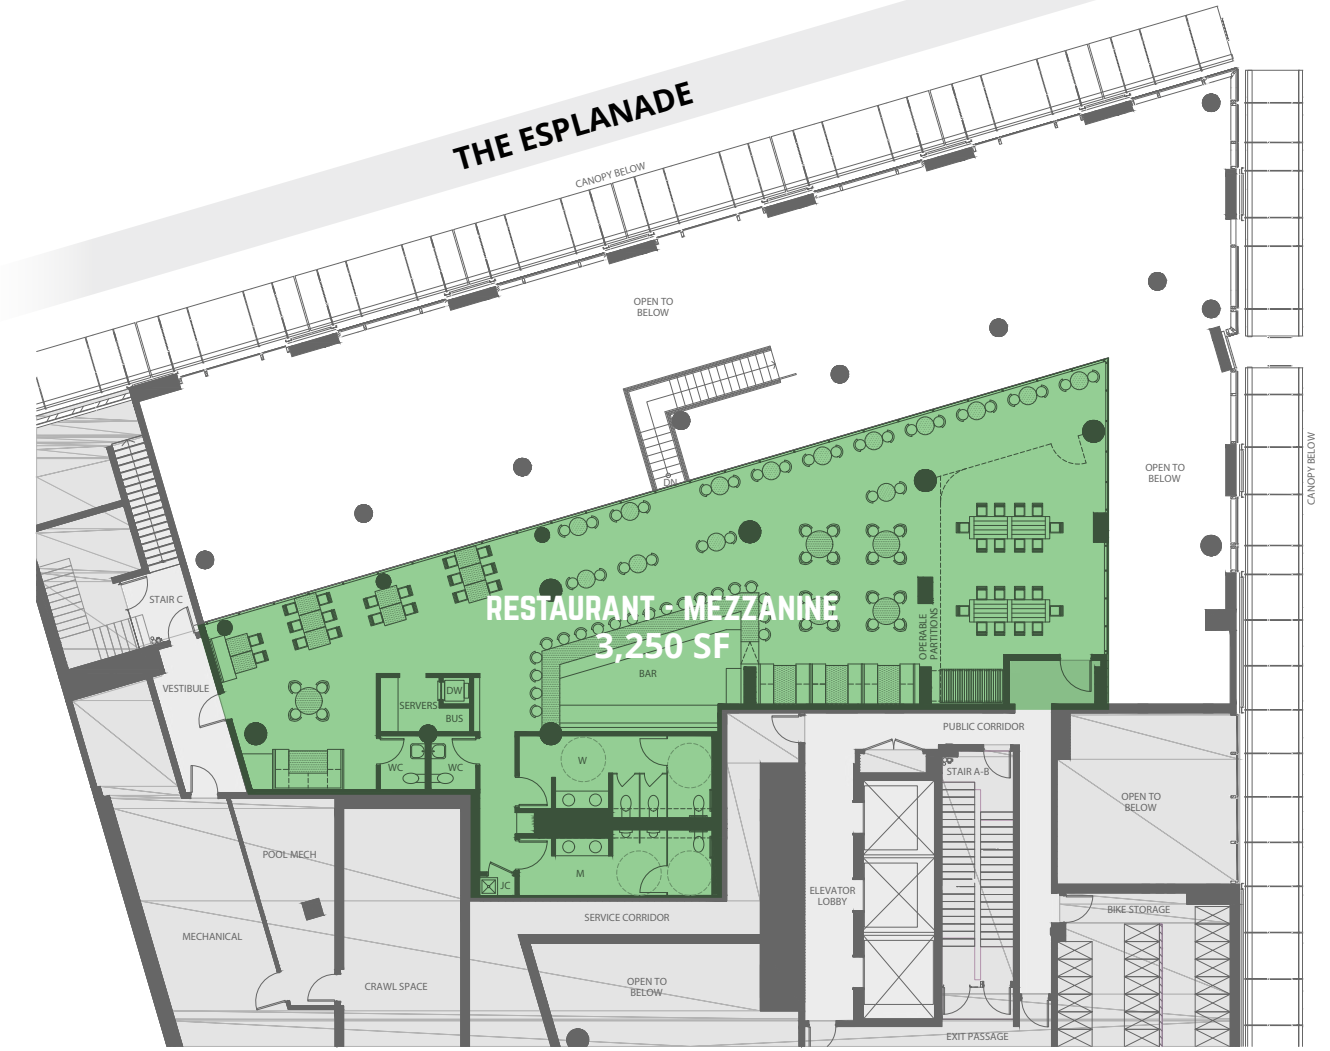 THE ESPLANADE
CANOPY BELOW
OPEN TO
BELOW
CANOPY BELOW
OPEN TO
BELOW
DN
STAIR C
RESTAURANT - MEZZANINE
3,250 SF
OPERABLE
PARTITIONS
BAR
VESTIBULE
SERVERS
DW
BUS
PUBLIC CORRIDOR
WC
WC
W
STAIR A-B
OPEN TO
BELOW
POOL MECH
M
JC
ELEVATOR
LOBBY
BIKE STORAGE
SERVICE CORRIDOR
MECHANICAL
CRAWL SPACE
OPEN TO
BELOW
EXIT PASSAGE